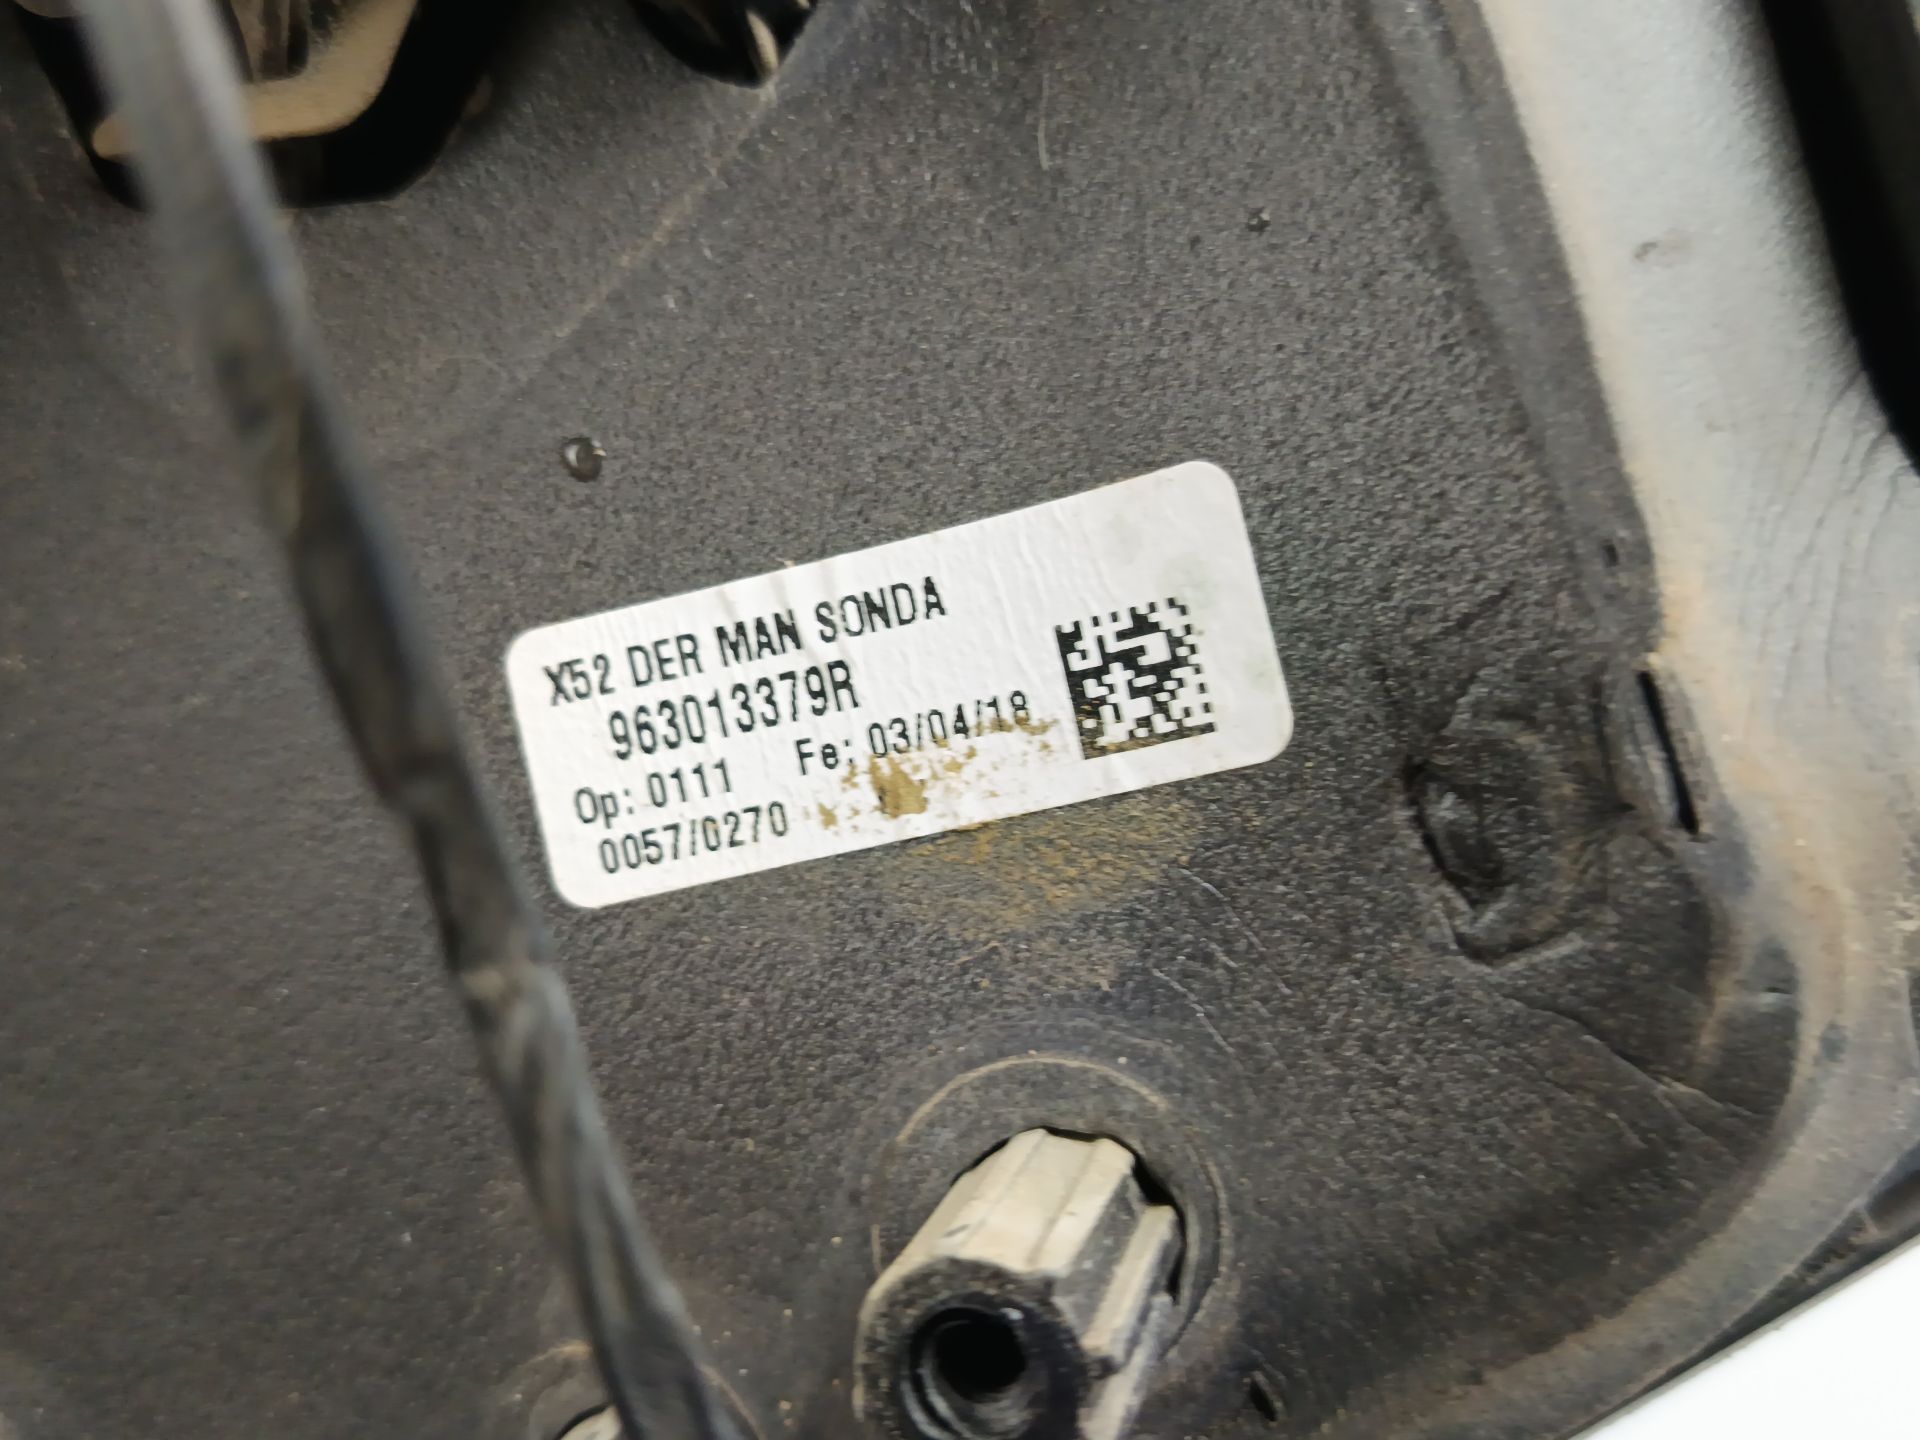 X52 DER MAN SONDA
963013379R
Op: 0111 Fe: 03/04/18
0057/0270